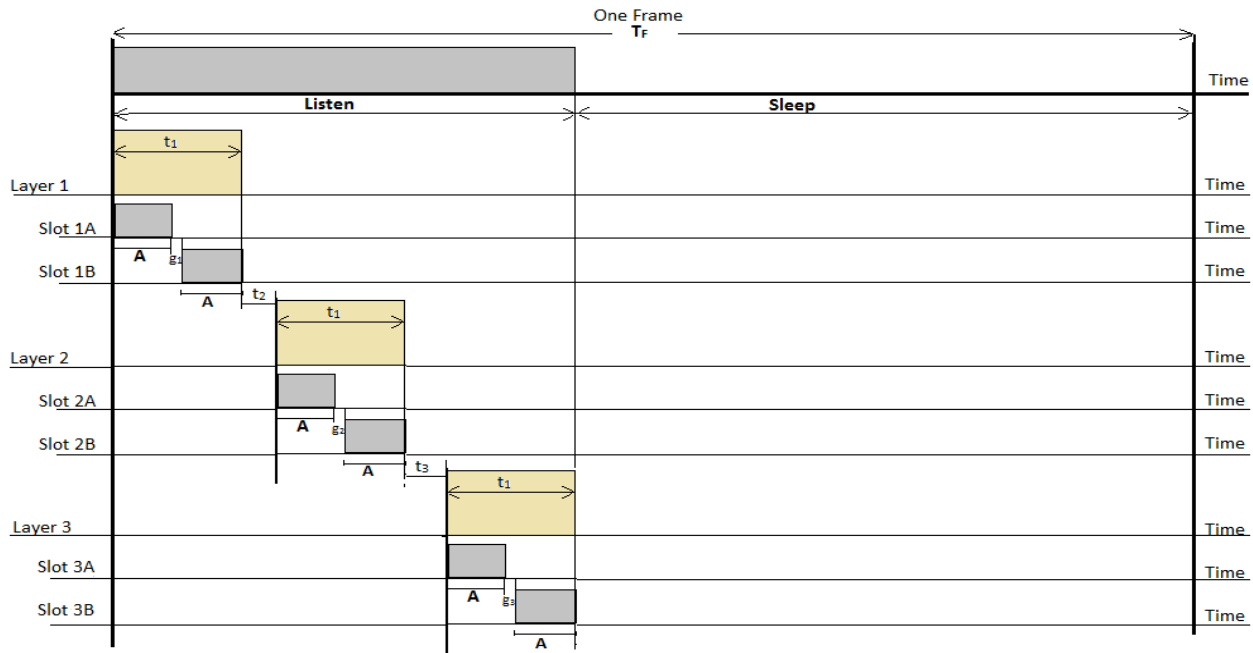 One Frame
T_F
Time
Listen
Sleep
t₁
Layer 1
Time
Slot 1A
Time
A
g₁
Slot 1B
Time
A
t₂
t₁
Layer 2
Time
Slot 2A
Time
A
g₂
Slot 2B
Time
A
t₃
t₁
Layer 3
Time
Slot 3A
Time
A
g₃
Slot 3B
Time
A